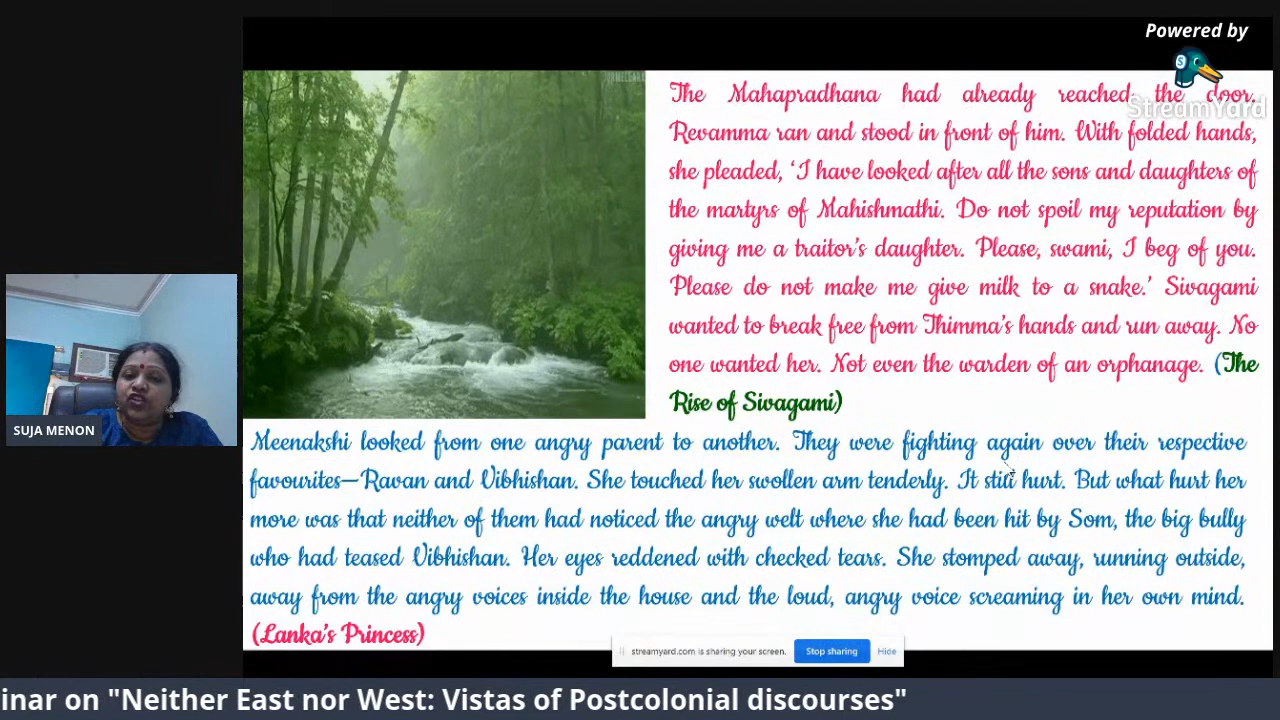 Powered by
StreamYard
The Mahapradhana had already reached the door.
Revamma ran and stood in front of him. With folded hands,
she pleaded, ‘I have looked after all the sons and daughters of
the martyrs of Mahishmathi. Do not spoil my reputation by
giving me a traitor’s daughter. Please, swami, I beg of you.
Please do not make me give milk to a snake.’ Sivagami
wanted to break free from Thimma’s hands and run away. No
one wanted her. Not even the warden of an orphanage. (The
Rise of Sivagami)
SUJA MENON
Meenakshi looked from one angry parent to another. They were fighting again over their respective
favourites—Ravan and Vibhishan. She touched her swollen arm tenderly. It still hurt. But what hurt her
more was that neither of them had noticed the angry welt where she had been hit by Som, the big bully
who had teased Vibhishan. Her eyes reddened with checked tears. She stomped away, running outside,
away from the angry voices inside the house and the loud, angry voice screaming in her own mind.
(Lanka’s Princess)
streamyard.com is sharing your screen. Stop sharing Hide
inar on "Neither East nor West: Vistas of Postcolonial discourses"